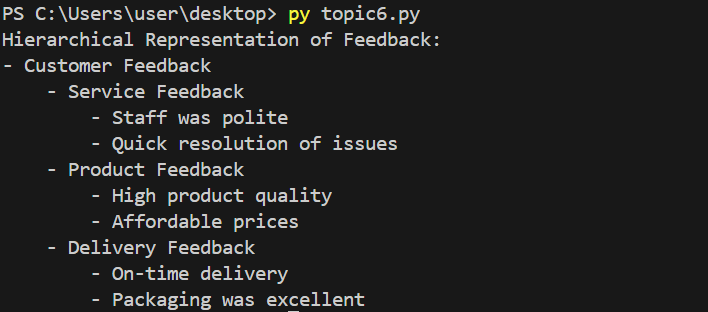 PS C:\Users\user\desktop> py topic6.py
Hierarchical Representation of Feedback:
- Customer Feedback
    - Service Feedback
        - Staff was polite
        - Quick resolution of issues
    - Product Feedback
        - High product quality
        - Affordable prices
    - Delivery Feedback
        - On-time delivery
        - Packaging was excellent